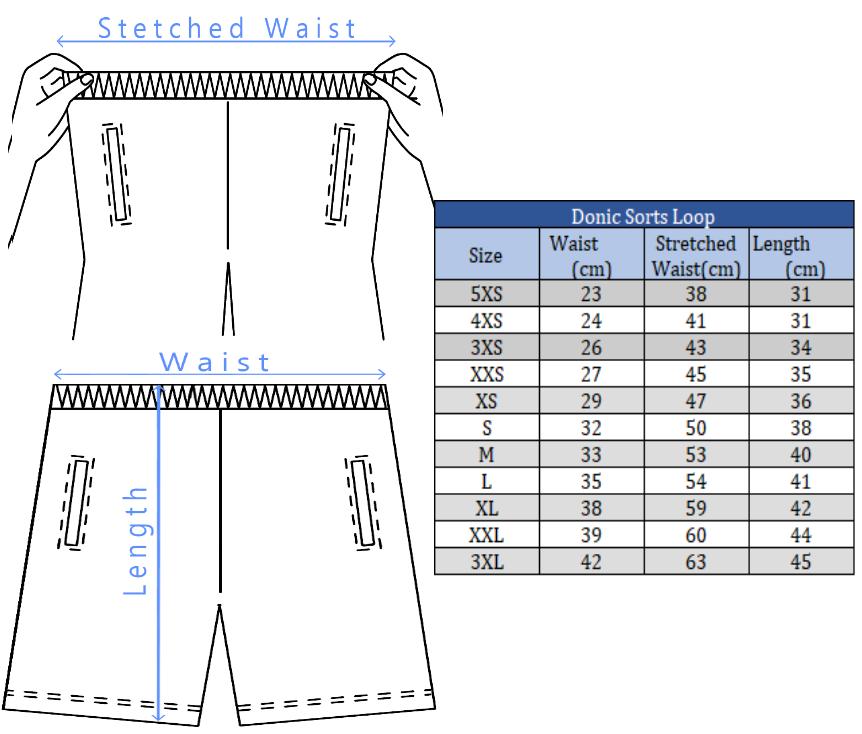 Stetched Waist
Waist
Length
Donic Sorts Loop
Size Waist (cm) Stretched Waist(cm) Length (cm)
5XS 23 38 31
4XS 24 41 31
3XS 26 43 34
XXS 27 45 35
XS 29 47 36
S 32 50 38
M 33 53 40
L 35 54 41
XL 38 59 42
XXL 39 60 44
3XL 42 63 45